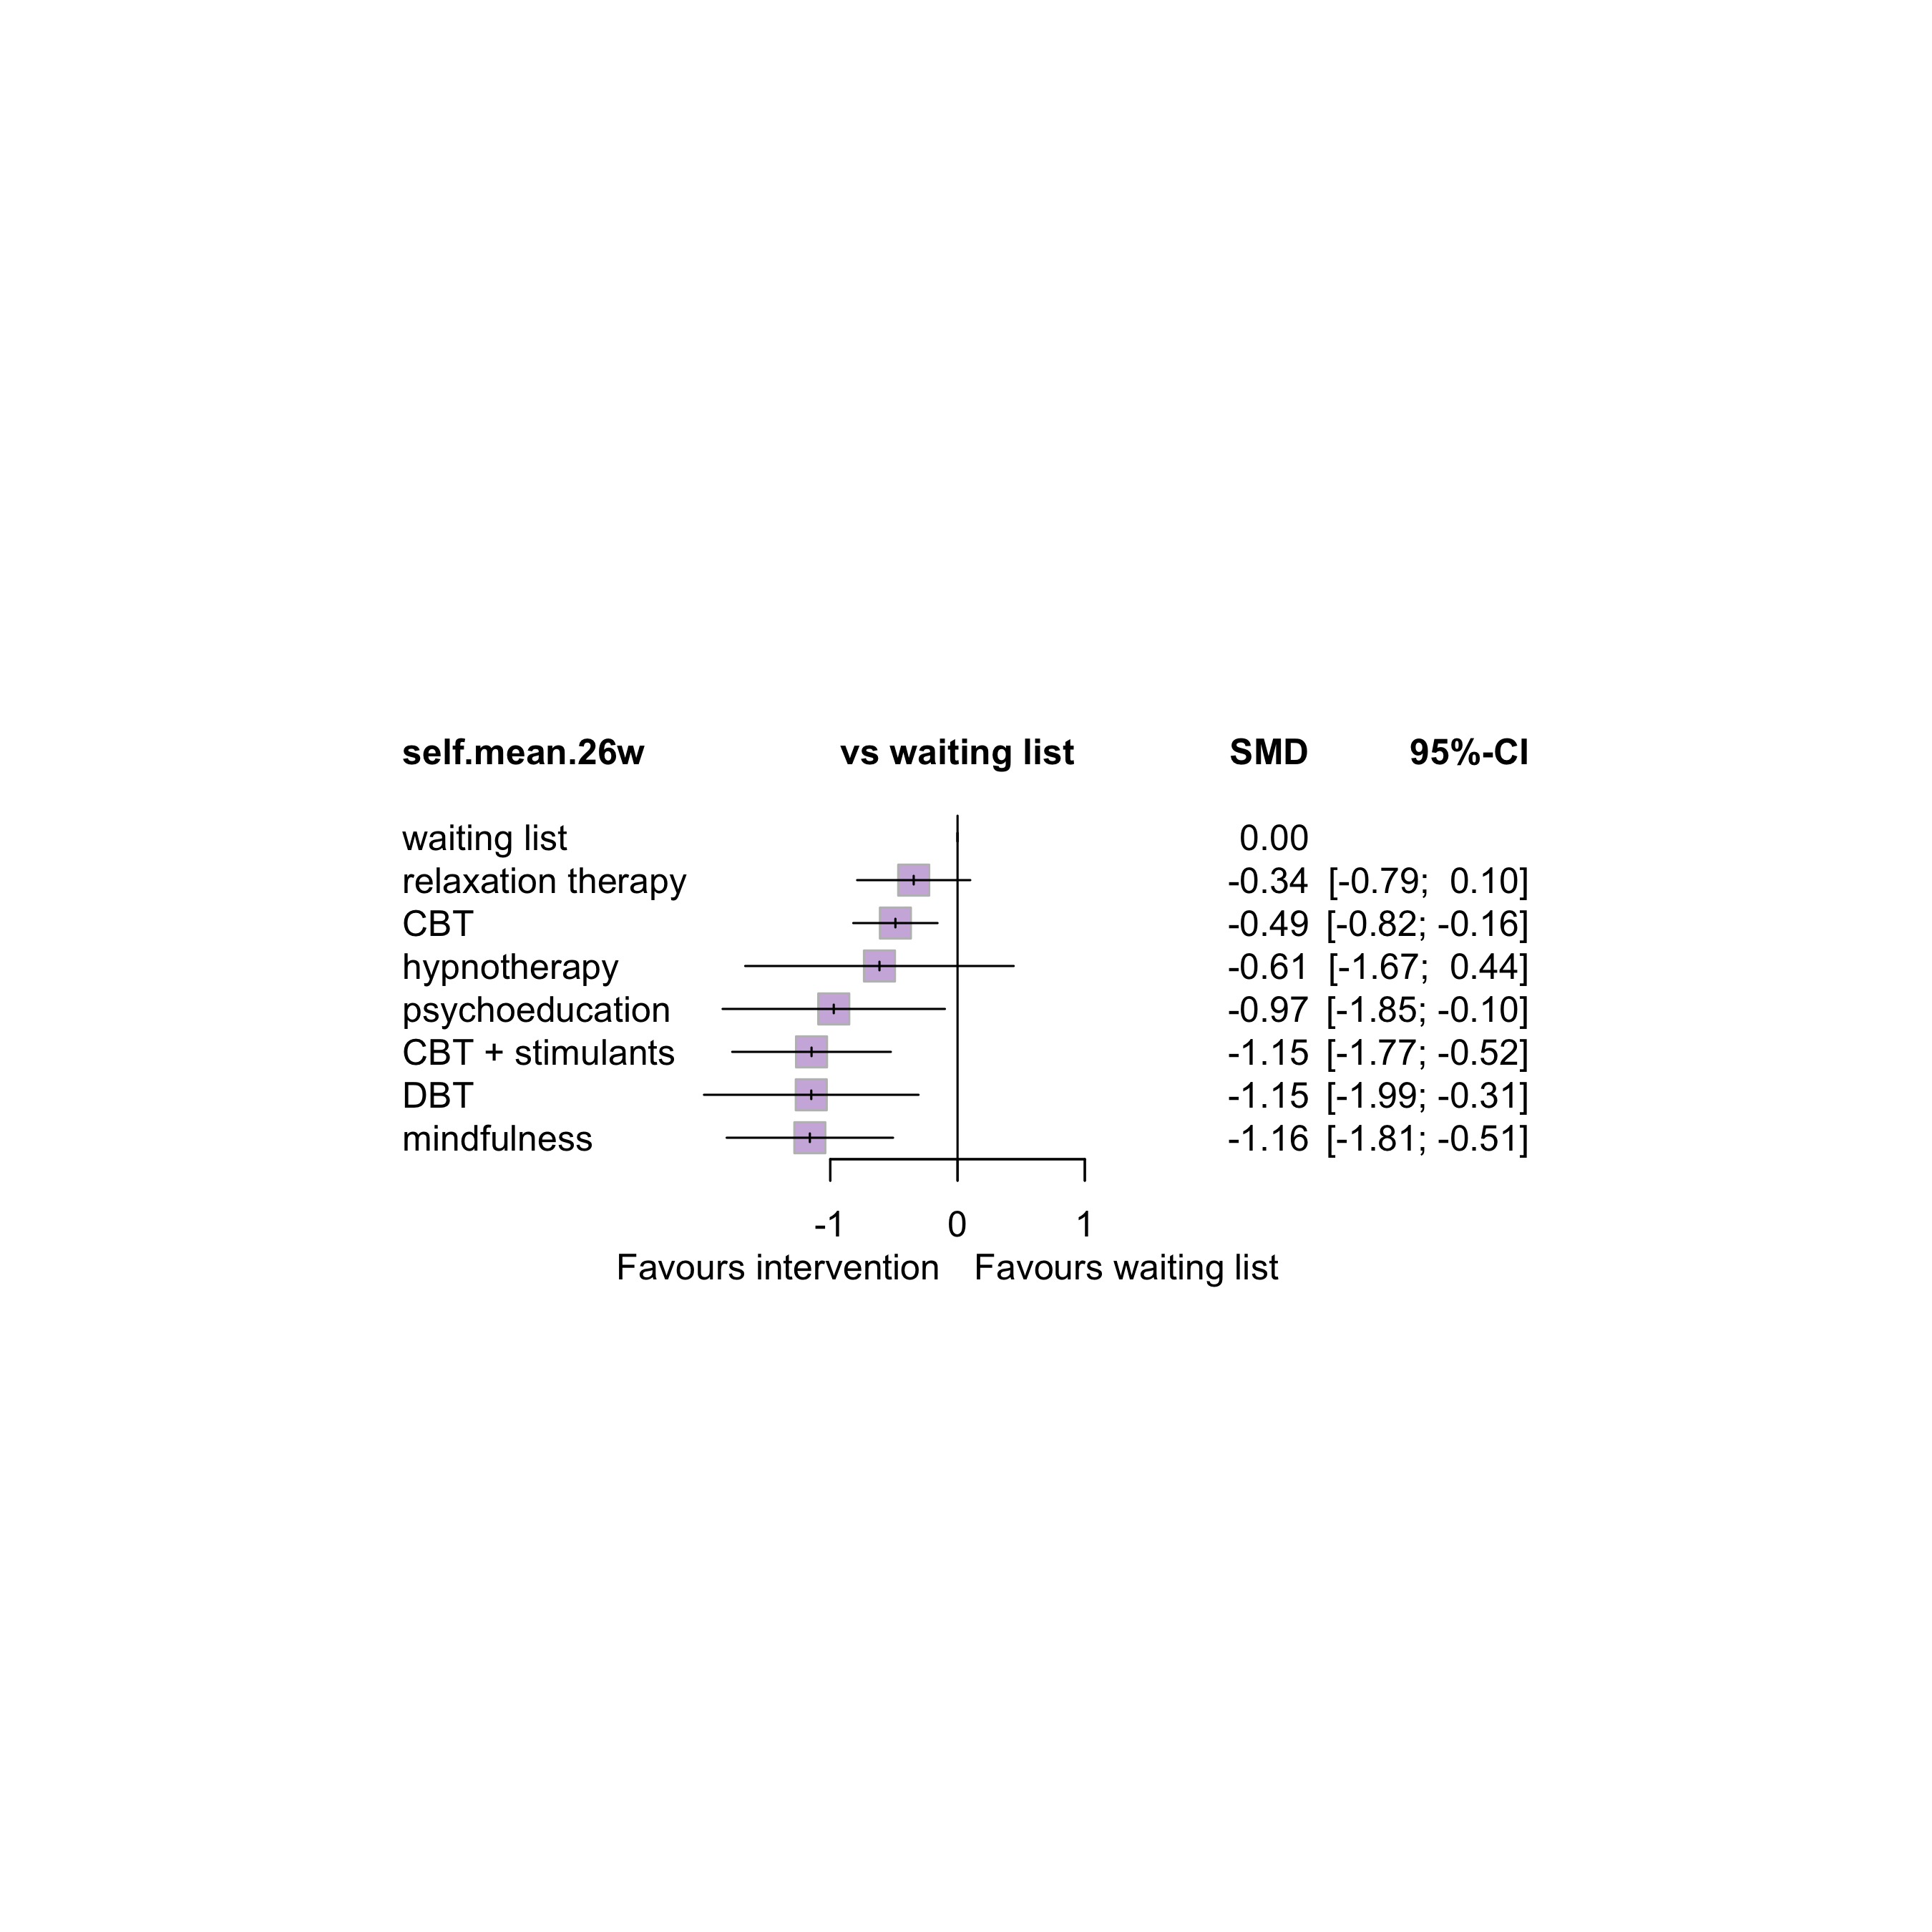 self.mean.26w vs waiting list SMD 95%-CI
waiting list 0.00
relaxation therapy -0.34 [-0.79; 0.10]
CBT -0.49 [-0.82; -0.16]
hypnotherapy -0.61 [-1.67; 0.44]
psychoeducation -0.97 [-1.85; -0.10]
CBT + stimulants -1.15 [-1.77; -0.52]
DBT -1.15 [-1.99; -0.31]
mindfulness -1.16 [-1.81; -0.51]
-1 0 1
Favours intervention Favours waiting list